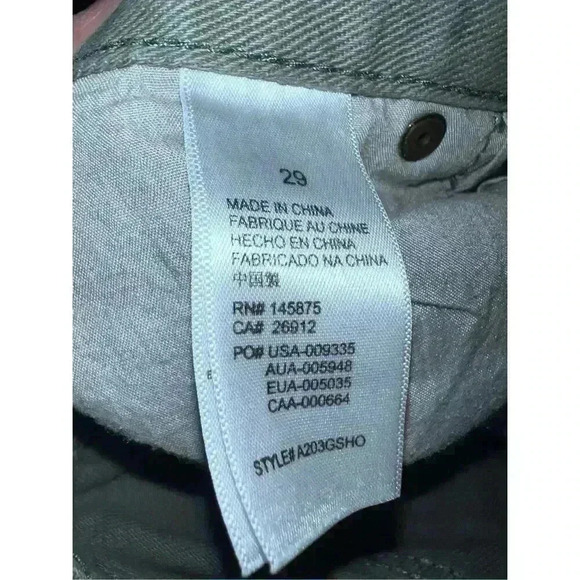 29
MADE IN CHINA
FABRIQUE AU CHINE
HECHO EN CHINA
FABRICADO NA CHINA
中国製
RN# 145875
CA# 26912
PO# USA-009335
AUA-005948
EUA-005035
CAA-000664
STYLE# A203GSHO